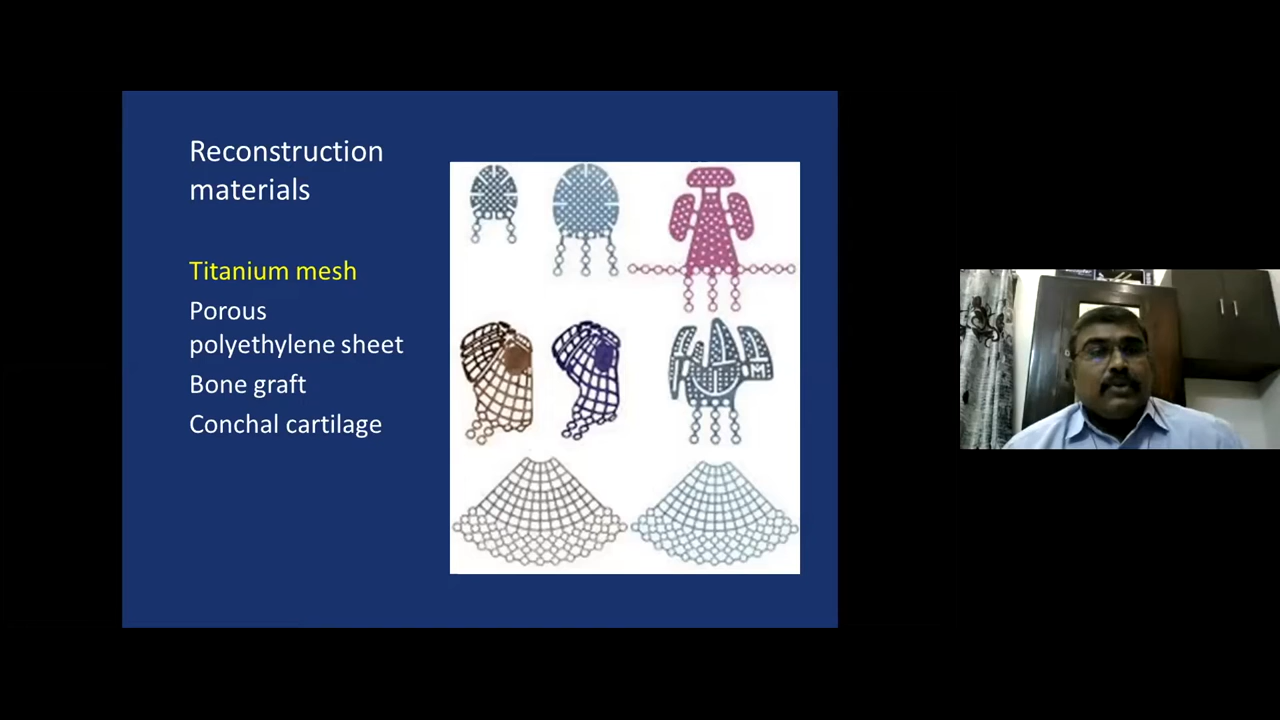 Reconstruction
materials
Titanium mesh
Porous
polyethylene sheet
Bone graft
Conchal cartilage
M